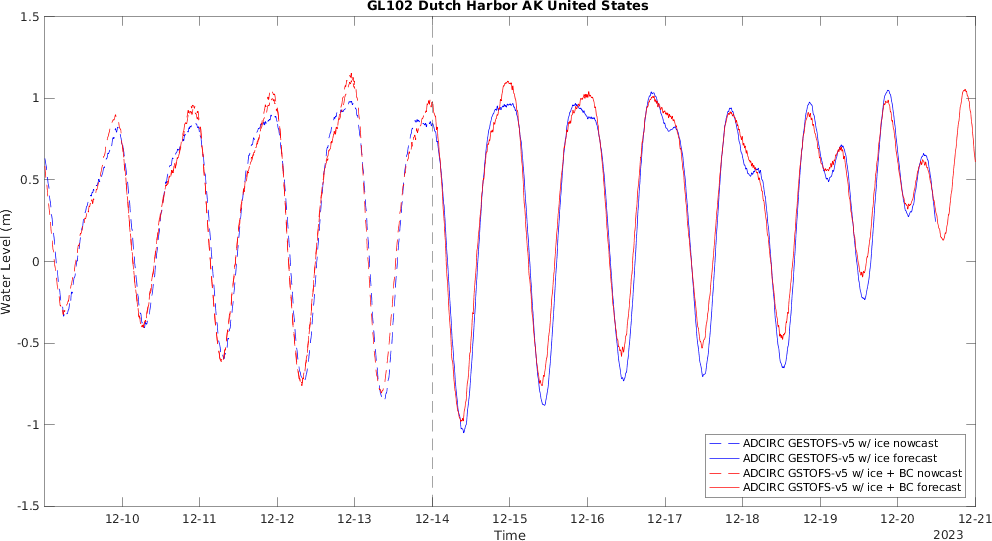 GL102 Dutch Harbor AK United States
1.5
1
0.5
0
-0.5
-1
-1.5
Water Level (m)
ADCIRC GESTOFS-v5 w/ ice nowcast
ADCIRC GESTOFS-v5 w/ ice forecast
ADCIRC GSTOFS-v5 w/ ice + BC nowcast
ADCIRC GSTOFS-v5 w/ ice + BC forecast
12-10 12-11 12-12 12-13 12-14 12-15 12-16 12-17 12-18 12-19 12-20 12-21
Time
2023